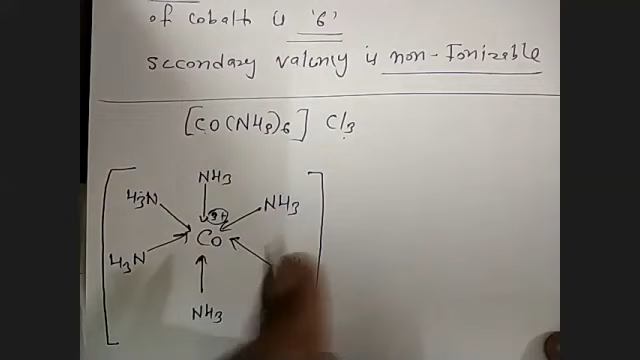 of cobalt is '6'
secondary valency is non-Ionizable
[CO(NH3)6] Cl3
NH3
H3N
NH3
3+
Co
H3N
NH3